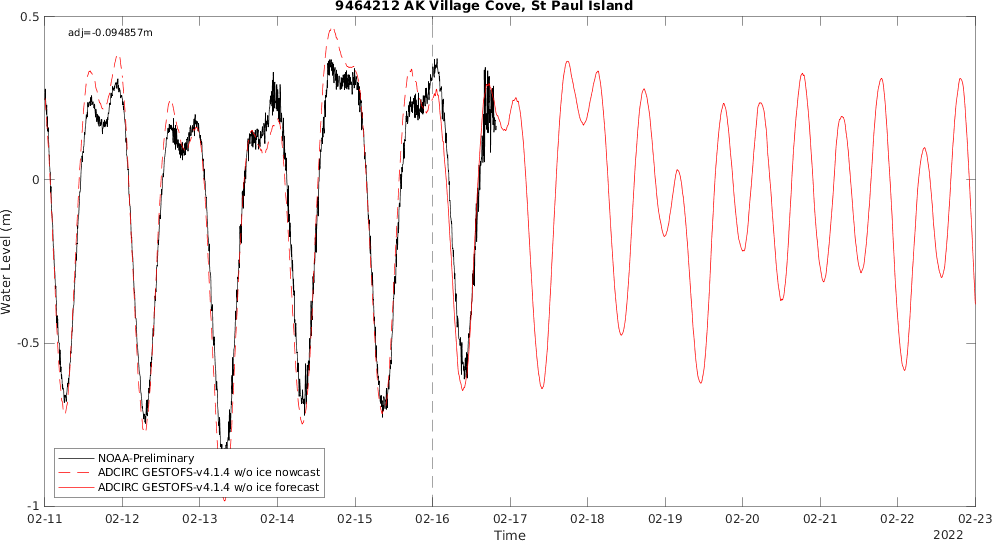 9464212 AK Village Cove, St Paul Island
adj=-0.094857m
0.5
0
-0.5
-1
Water Level (m)
NOAA-Preliminary
ADCIRC GESTOFS-v4.1.4 w/o ice nowcast
ADCIRC GESTOFS-v4.1.4 w/o ice forecast
02-11 02-12 02-13 02-14 02-15 02-16 02-17 02-18 02-19 02-20 02-21 02-22 02-23
Time
2022